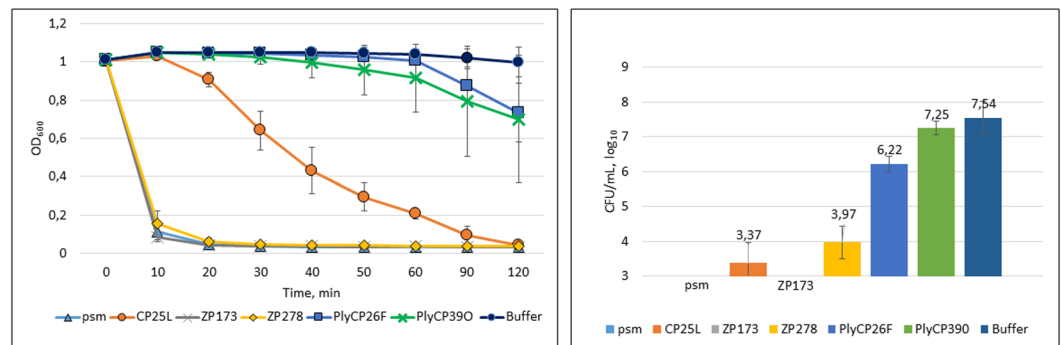 1,2
1
0,8
0,6
0,4
0,2
0
OD600
0 10 20 30 40 50 60 90 120
Time, min
psm CP25L ZP173 ZP278 PlyCP26F PlyCP39O Buffer
9
8
7
6
5
4
3
CFU/mL, log10
3,37
3,97
6,22
7,25
7,54
psm ZP173
psm CP25L ZP173 ZP278 PlyCP26F PlyCP390 Buffer